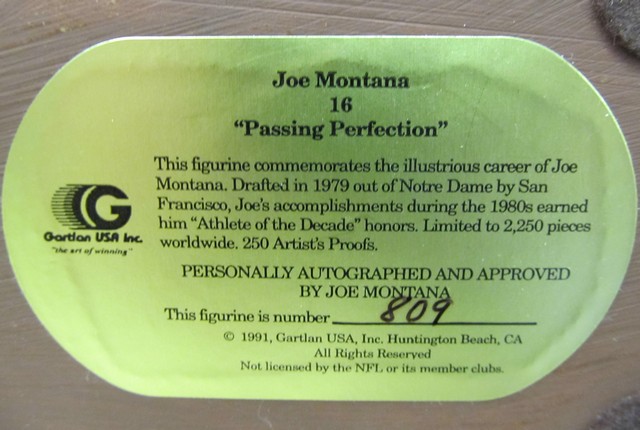 Joe Montana
16
"Passing Perfection"
This figurine commemorates the illustrious career of Joe
Montana. Drafted in 1979 out of Notre Dame by San
Francisco, Joe's accomplishments during the 1980s earned
him "Athlete of the Decade" honors. Limited to 2,250 pieces
worldwide. 250 Artist's Proofs.
G
Gartlan USA Inc.
"the art of winning"
PERSONALLY AUTOGRAPHED AND APPROVED
BY JOE MONTANA
This figurine is number 809
© 1991, Gartlan USA, Inc. Huntington Beach, CA
All Rights Reserved
Not licensed by the NFL or its member clubs.